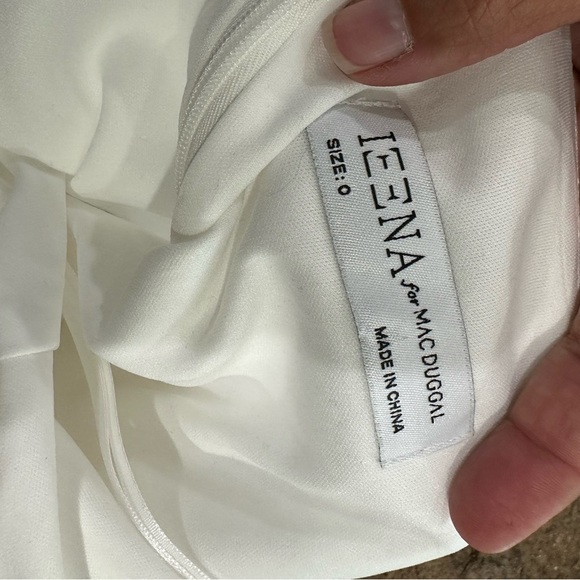 IEENA for MAC DUGGAL
SIZE: 0
MADE IN CHINA